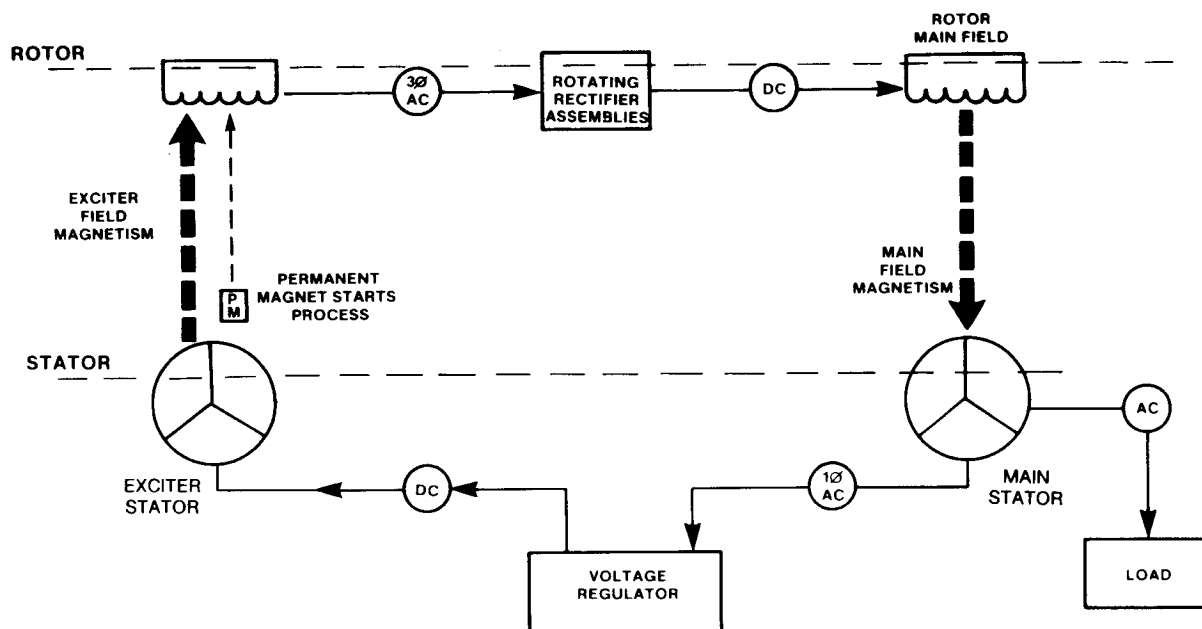 ROTOR
MAIN FIELD
ROTOR
3Ø
AC
ROTATING
RECTIFIER
ASSEMBLIES
DC
EXCITER
FIELD
MAGNETISM
PERMANENT
MAGNET STARTS
PROCESS
P
M
MAIN
FIELD
MAGNETISM
STATOR
AC
EXCITER
STATOR
DC
1Ø
AC
MAIN
STATOR
VOLTAGE
REGULATOR
LOAD